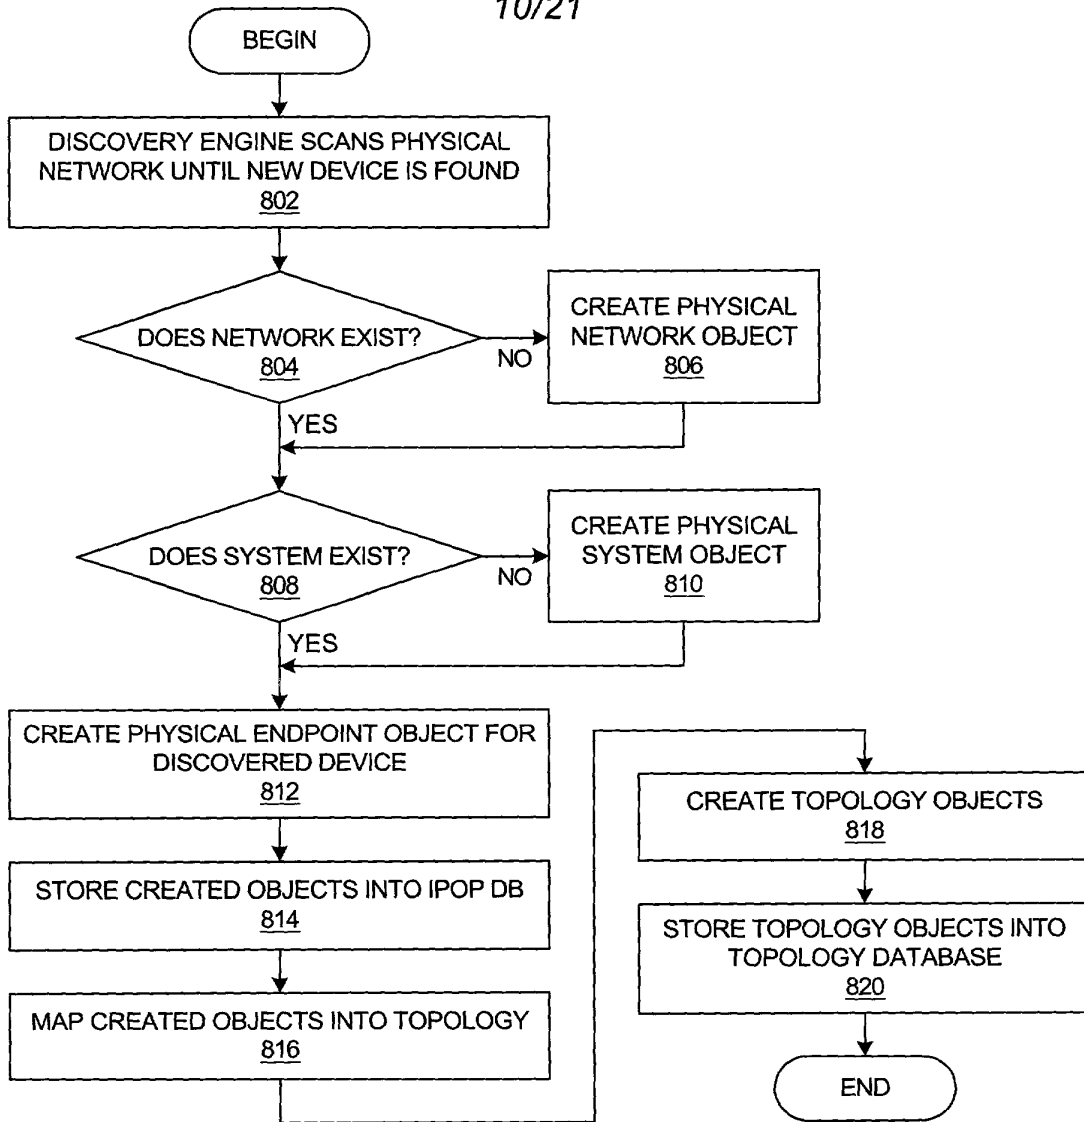 10/21
BEGIN
DISCOVERY ENGINE SCANS PHYSICAL
NETWORK UNTIL NEW DEVICE IS FOUND
802
DOES NETWORK EXIST?
804
NO
YES
CREATE PHYSICAL
NETWORK OBJECT
806
DOES SYSTEM EXIST?
808
NO
YES
CREATE PHYSICAL
SYSTEM OBJECT
810
CREATE PHYSICAL ENDPOINT OBJECT FOR
DISCOVERED DEVICE
812
STORE CREATED OBJECTS INTO IPOP DB
814
MAP CREATED OBJECTS INTO TOPOLOGY
816
CREATE TOPOLOGY OBJECTS
818
STORE TOPOLOGY OBJECTS INTO
TOPOLOGY DATABASE
820
END